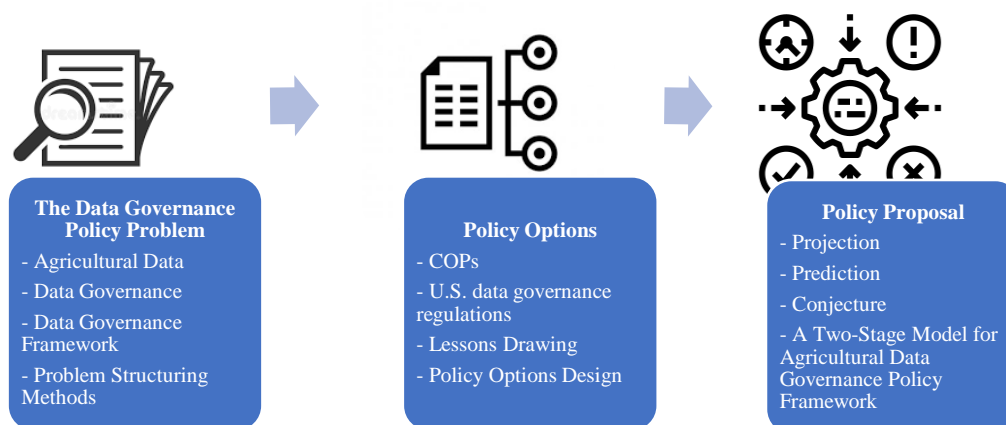 The Data Governance
Policy Problem
- Agricultural Data
- Data Governance
- Data Governance
Framework
- Problem Structuring
Methods
Policy Options
- COPs
- U.S. data governance
regulations
- Lessons Drawing
- Policy Options Design
Policy Proposal
- Projection
- Prediction
- Conjecture
- A Two-Stage Model for
Agricultural Data
Governance Policy
Framework